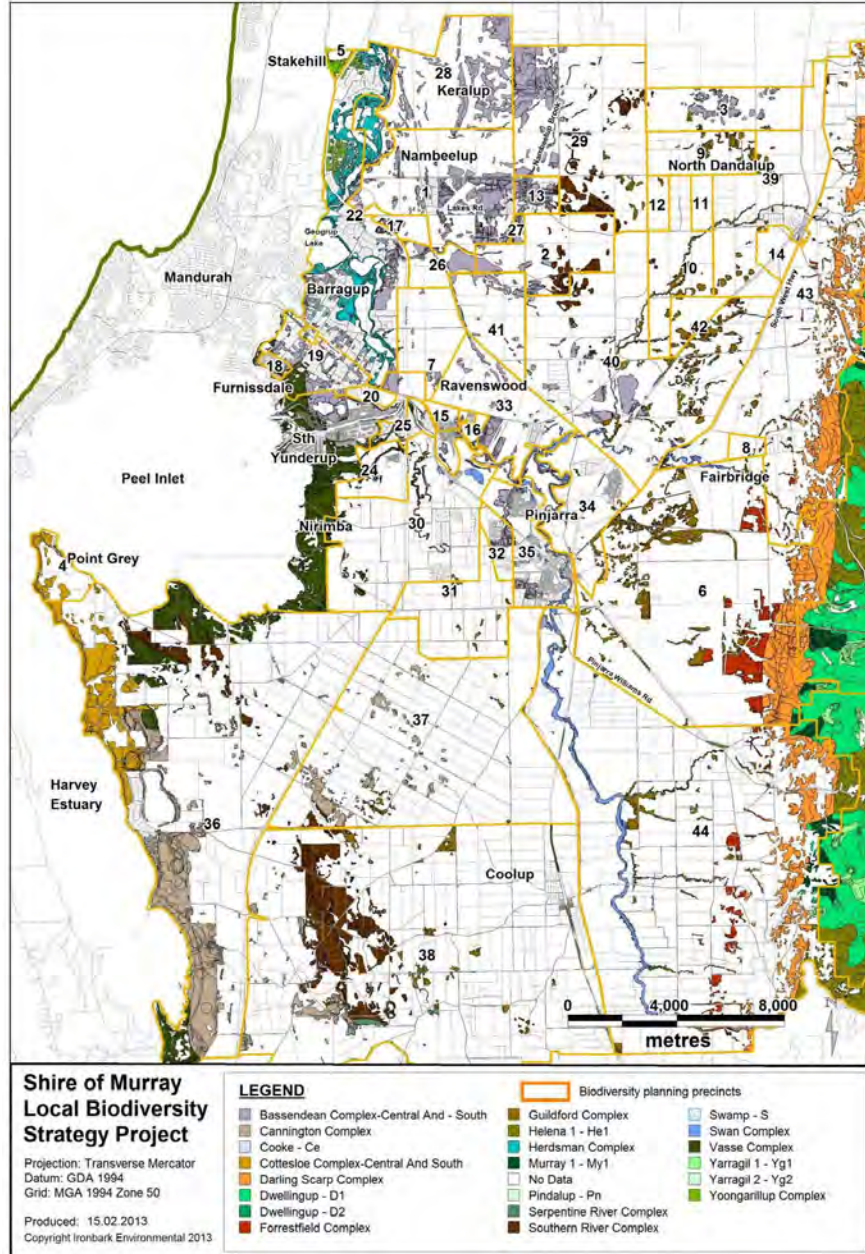 5
Stakehill
28
Keralup
3
Nambeelup Brook
29
9
Nambeelup
North Dandalup
39
1
Lakes Rd
13
12
11
22
17
27
Geogrup
Lake
2
14
Mandurah
26
10
South West Hwy
Barragup
43
41
42
19
40
18
7
Furnissdale
Ravenswood
20
33
15
25
16
8
Sth
Yunderup
24
Fairbridge
Peel Inlet
34
Pinjarra
Nirimba
30
32
35
Point Grey
4
31
6
Pinjarra Williams Rd
37
Harvey
Estuary
36
44
Coolup
38
0 4,000 8,000
metres
Shire of Murray
Local Biodiversity
Strategy Project
Projection: Transverse Mercator
Datum: GDA 1994
Grid: MGA 1994 Zone 50
Produced: 15.02.2013
Copyright Ironbark Environmental 2013
LEGEND
Biodiversity planning precincts
Bassendean Complex-Central And - South
Cannington Complex
Cooke - Ce
Cottesloe Complex-Central And South
Darling Scarp Complex
Dwellingup - D1
Dwellingup - D2
Forrestfield Complex
Guildford Complex
Helena 1 - He1
Herdsman Complex
Murray 1 - My1
No Data
Pindalup - Pn
Serpentine River Complex
Southern River Complex
Swamp - S
Swan Complex
Vasse Complex
Yarragil 1 - Yg1
Yarragil 2 - Yg2
Yoongarillup Complex